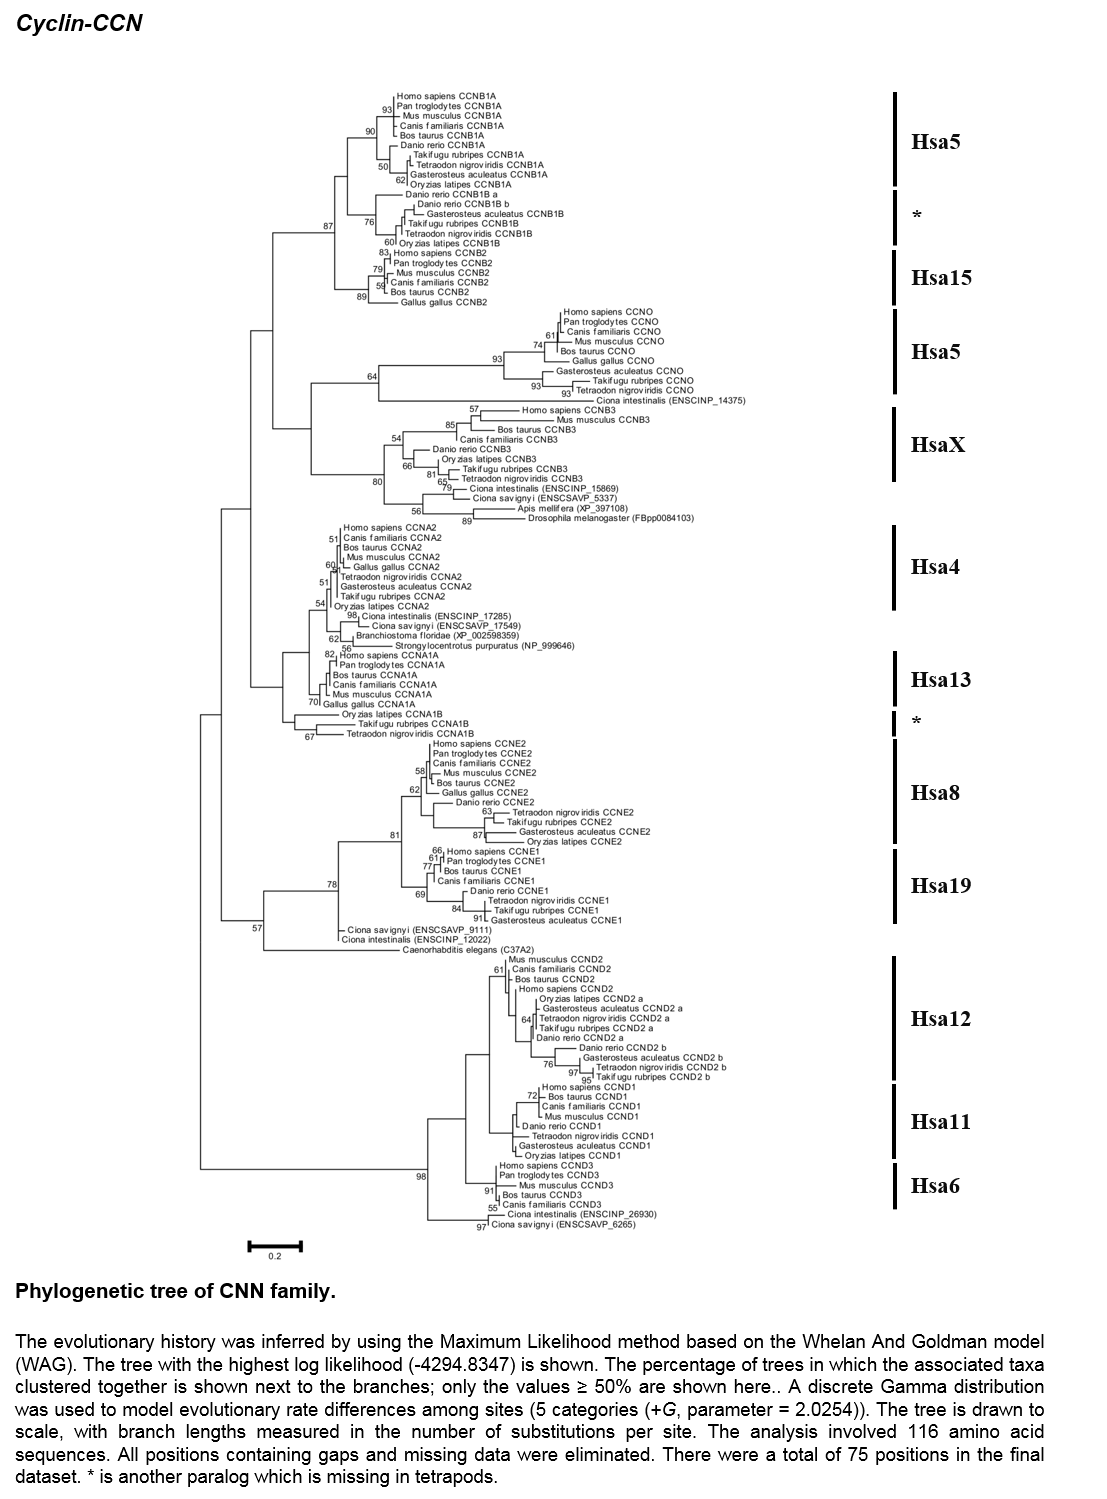 Cyclin-CCN
93
Homo sapiens CCNB1A
Pan troglodytes CCNB1A
Mus musculus CCNB1A
Canis familiaris CCNB1A
90
Bos taurus CCNB1A
Danio rerio CCNB1A
Takifugu rubripes CCNB1A
50
Tetraodon nigroviridis CCNB1A
Gasterosteus aculeatus CCNB1A
62
Oryzias latipes CCNB1A
Hsa5
Danio rerio CCNB1B a
Danio rerio CCNB1B b
Gasterosteus aculeatus CCNB1B
76
Takifugu rubripes CCNB1B
87
Tetraodon nigroviridis CCNB1B
60
Oryzias latipes CCNB1B
*
83
Homo sapiens CCNB2
Pan troglodytes CCNB2
79
Mus musculus CCNB2
Canis familiaris CCNB2
59
Bos taurus CCNB2
89
Gallus gallus CCNB2
Hsa15
Homo sapiens CCNO
Pan troglodytes CCNO
Canis familiaris CCNO
61
Mus musculus CCNO
74
Bos taurus CCNO
93
Gallus gallus CCNO
Gasterosteus aculeatus CCNO
64
Takifugu rubripes CCNO
93
93
Tetraodon nigroviridis CCNO
Ciona intestinalis (ENSCINP_14375)
Hsa5
57
Homo sapiens CCNB3
Mus musculus CCNB3
85
Bos taurus CCNB3
54
Canis familiaris CCNB3
Danio rerio CCNB3
Oryzias latipes CCNB3
66
Takifugu rubripes CCNB3
81
Tetraodon nigroviridis CCNB3
65
80
HsaX
79
Ciona intestinalis (ENSCINP_15869)
Ciona savignyi (ENSCSAVP_5337)
56
Apis mellifera (XP_397108)
89
Drosophila melanogaster (FBpp0084103)
Homo sapiens CCNA2
51
Canis familiaris CCNA2
Bos taurus CCNA2
Mus musculus CCNA2
60
Gallus gallus CCNA2
Tetraodon nigroviridis CCNA2
51
Gasterosteus aculeatus CCNA2
Takifugu rubripes CCNA2
54
Oryzias latipes CCNA2
Hsa4
98
Ciona intestinalis (ENSCINP_17285)
Ciona savignyi (ENSCSAVP_17549)
62
Branchiostoma floridae (XP_002598359)
56
Strongylocentrotus purpuratus (NP_999646)
82
Homo sapiens CCNA1A
Pan troglodytes CCNA1A
Bos taurus CCNA1A
Canis familiaris CCNA1A
Mus musculus CCNA1A
70
Gallus gallus CCNA1A
Hsa13
Oryzias latipes CCNA1B
Takifugu rubripes CCNA1B
67
Tetraodon nigroviridis CCNA1B
*
Homo sapiens CCNE2
Pan troglodytes CCNE2
Canis familiaris CCNE2
58
Mus musculus CCNE2
Bos taurus CCNE2
62
Gallus gallus CCNE2
Danio rerio CCNE2
63
Tetraodon nigroviridis CCNE2
Takifugu rubripes CCNE2
87
Gasterosteus aculeatus CCNE2
Oryzias latipes CCNE2
Hsa8
81
66
Homo sapiens CCNE1
61
Pan troglodytes CCNE1
77
Bos taurus CCNE1
Canis familiaris CCNE1
69
Danio rerio CCNE1
Tetraodon nigroviridis CCNE1
84
Takifugu rubripes CCNE1
91
Gasterosteus aculeatus CCNE1
Hsa19
78
Ciona savignyi (ENSCSAVP_9111)
57
Ciona intestinalis (ENSCINP_12022)
Caenorhabditis elegans (C37A2)
Mus musculus CCND2
61
Canis familiaris CCND2
Bos taurus CCND2
Homo sapiens CCND2
Oryzias latipes CCND2 a
Gasterosteus aculeatus CCND2 a
64
Tetraodon nigroviridis CCND2 a
Takifugu rubripes CCND2 a
Danio rerio CCND2 a
Danio rerio CCND2 b
Gasterosteus aculeatus CCND2 b
76
Tetraodon nigroviridis CCND2 b
97
95
Takifugu rubripes CCND2 b
Hsa12
Homo sapiens CCND1
72
Bos taurus CCND1
Canis familiaris CCND1
Mus musculus CCND1
Danio rerio CCND1
Tetraodon nigroviridis CCND1
Gasterosteus aculeatus CCND1
Oryzias latipes CCND1
Hsa11
Homo sapiens CCND3
Pan troglodytes CCND3
Mus musculus CCND3
91
Bos taurus CCND3
55
Canis familiaris CCND3
Hsa6
98
Ciona intestinalis (ENSCINP_26930)
97
Ciona savignyi (ENSCSAVP_6265)
0.2
Phylogenetic tree of CNN family.
The evolutionary history was inferred by using the Maximum Likelihood method based on the Whelan And Goldman model
(WAG). The tree with the highest log likelihood (-4294.8347) is shown. The percentage of trees in which the associated taxa
clustered together is shown next to the branches; only the values ≥ 50% are shown here.. A discrete Gamma distribution
was used to model evolutionary rate differences among sites (5 categories (+G, parameter = 2.0254)). The tree is drawn to
scale, with branch lengths measured in the number of substitutions per site. The analysis involved 116 amino acid
sequences. All positions containing gaps and missing data were eliminated. There were a total of 75 positions in the final
dataset. * is another paralog which is missing in tetrapods.